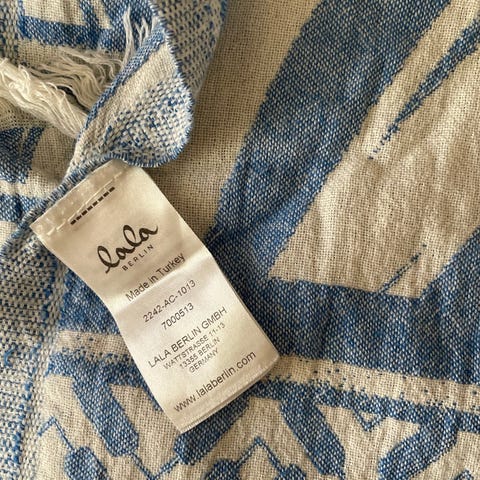 lala
BERLIN
Made in Turkey
2242-AC-1013
7000513
LALA BERLIN GMBH
WATTSTRASSE 11-13
13355 BERLIN
GERMANY
www.lalaberlin.com